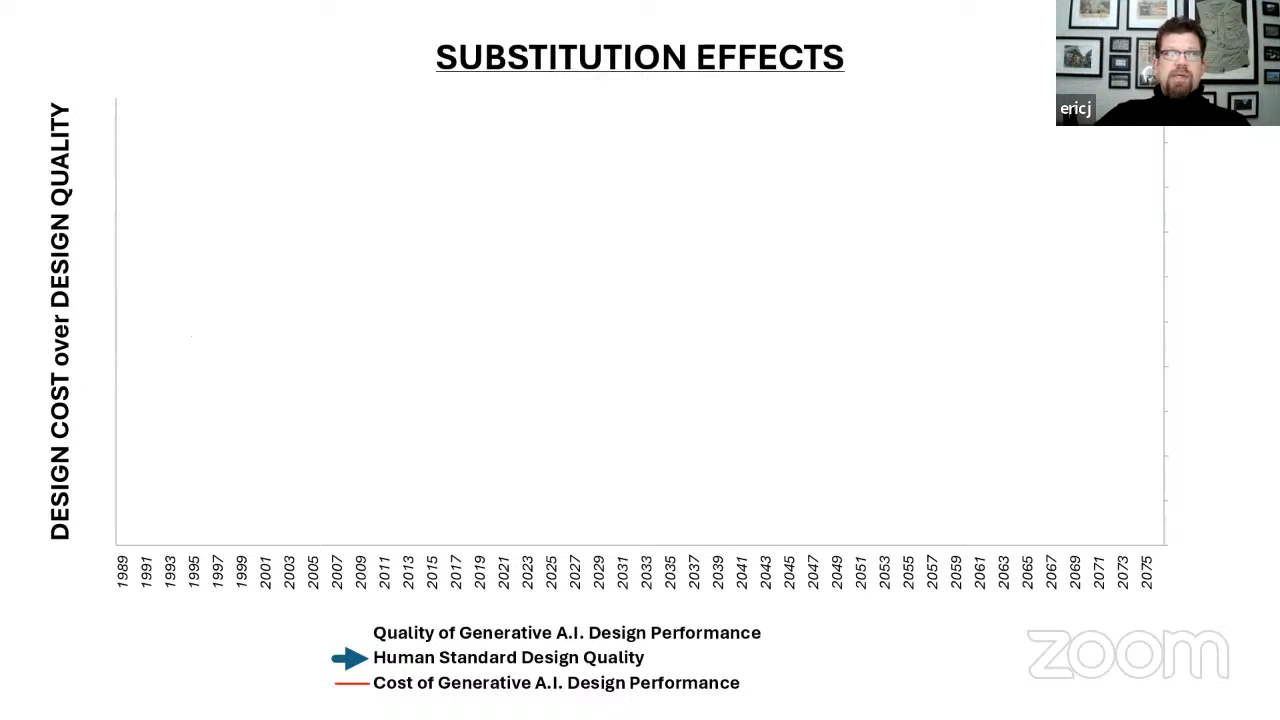 SUBSTITUTION EFFECTS
ericj
DESIGN COST over DESIGN QUALITY
1989 1991 1993 1995 1997 1999 2001 2003 2005 2007 2009 2011 2013 2015 2017 2019 2021 2023 2025 2027 2029 2031 2033 2035 2037 2039 2041 2043 2045 2047 2049 2051 2053 2055 2057 2059 2061 2063 2065 2067 2069 2071 2073 2075
Quality of Generative A.I. Design Performance
Human Standard Design Quality
Cost of Generative A.I. Design Performance
zoom